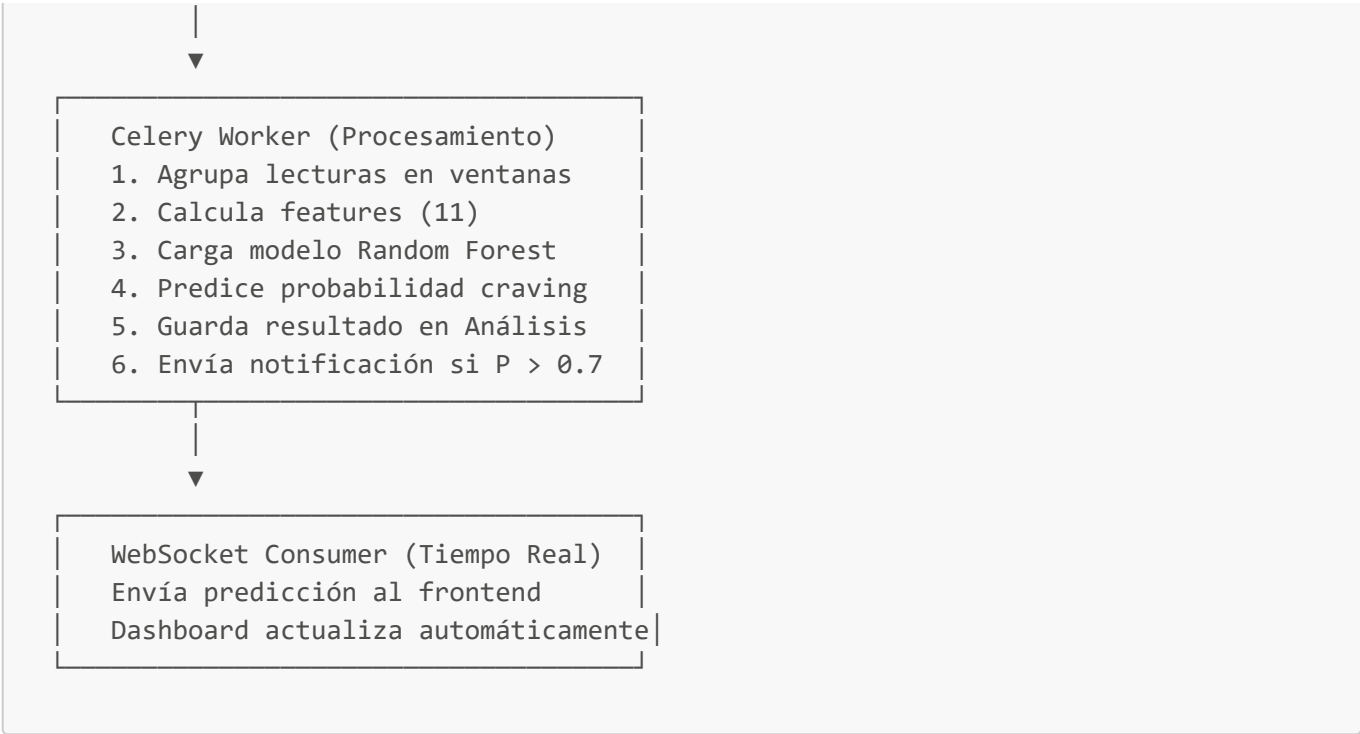 Celery Worker (Procesamiento)
1. Agrupa lecturas en ventanas
2. Calcula features (11)
3. Carga modelo Random Forest
4. Predice probabilidad craving
5. Guarda resultado en Análisis
6. Envía notificación si P > 0.7
WebSocket Consumer (Tiempo Real)
Envía predicción al frontend
Dashboard actualiza automáticamente